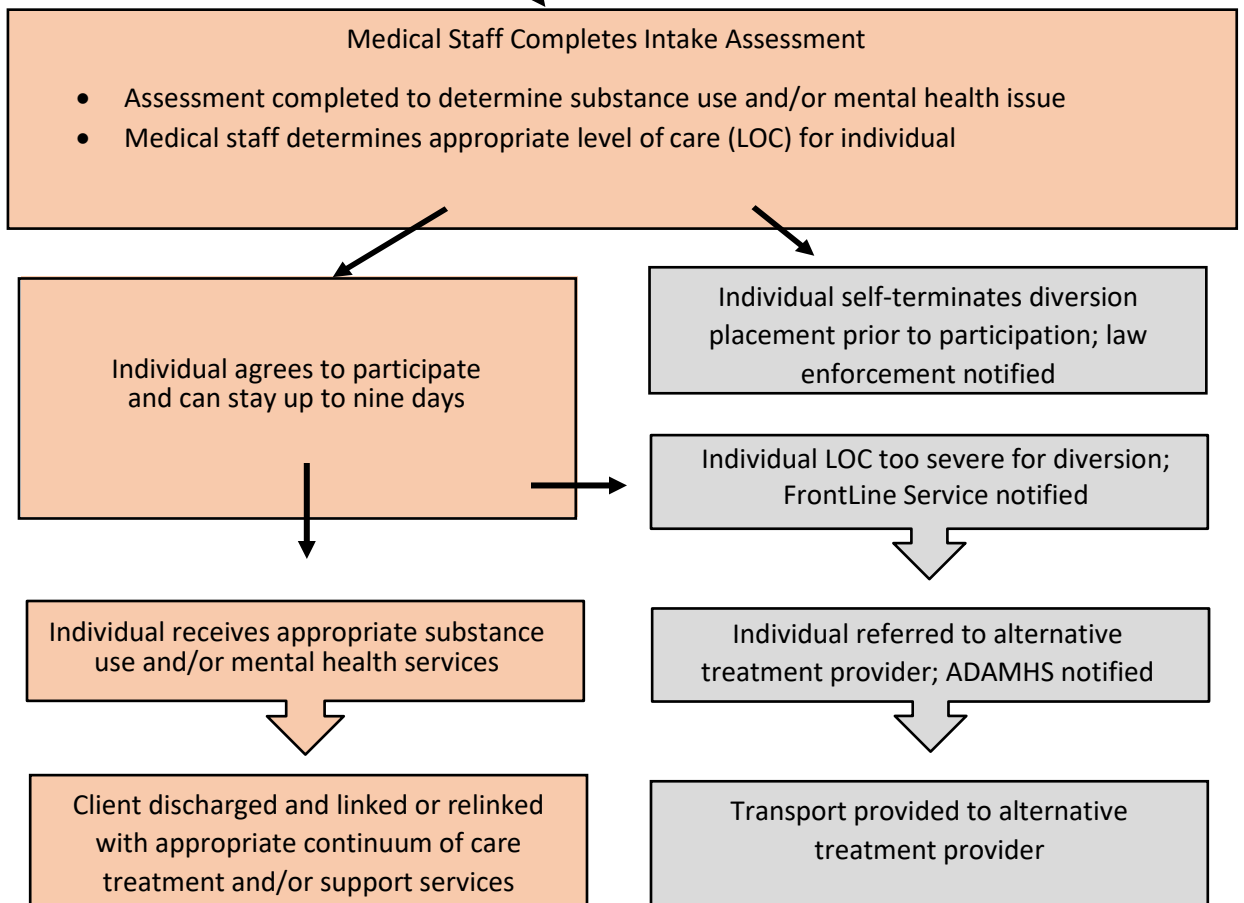 Medical Staff Completes Intake Assessment
• Assessment completed to determine substance use and/or mental health issue
• Medical staff determines appropriate level of care (LOC) for individual
Individual agrees to participate
and can stay up to nine days
Individual self-terminates diversion
placement prior to participation; law
enforcement notified
Individual LOC too severe for diversion;
FrontLine Service notified
Individual receives appropriate substance
use and/or mental health services
Individual referred to alternative
treatment provider; ADAMHS notified
Client discharged and linked or relinked
with appropriate continuum of care
treatment and/or support services
Transport provided to alternative
treatment provider